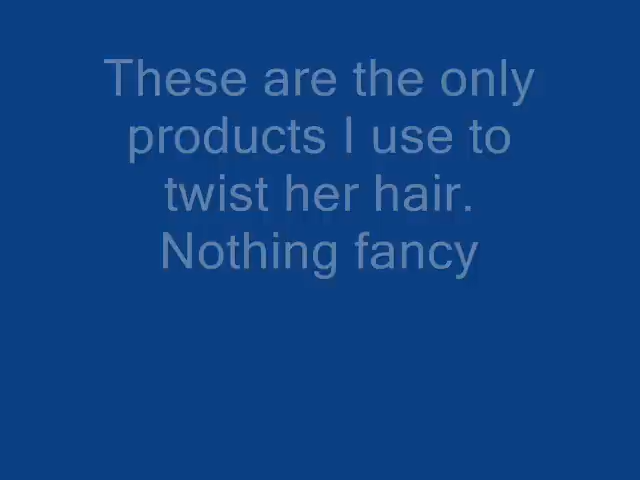 These are the only
products I use to
twist her hair.
Nothing fancy